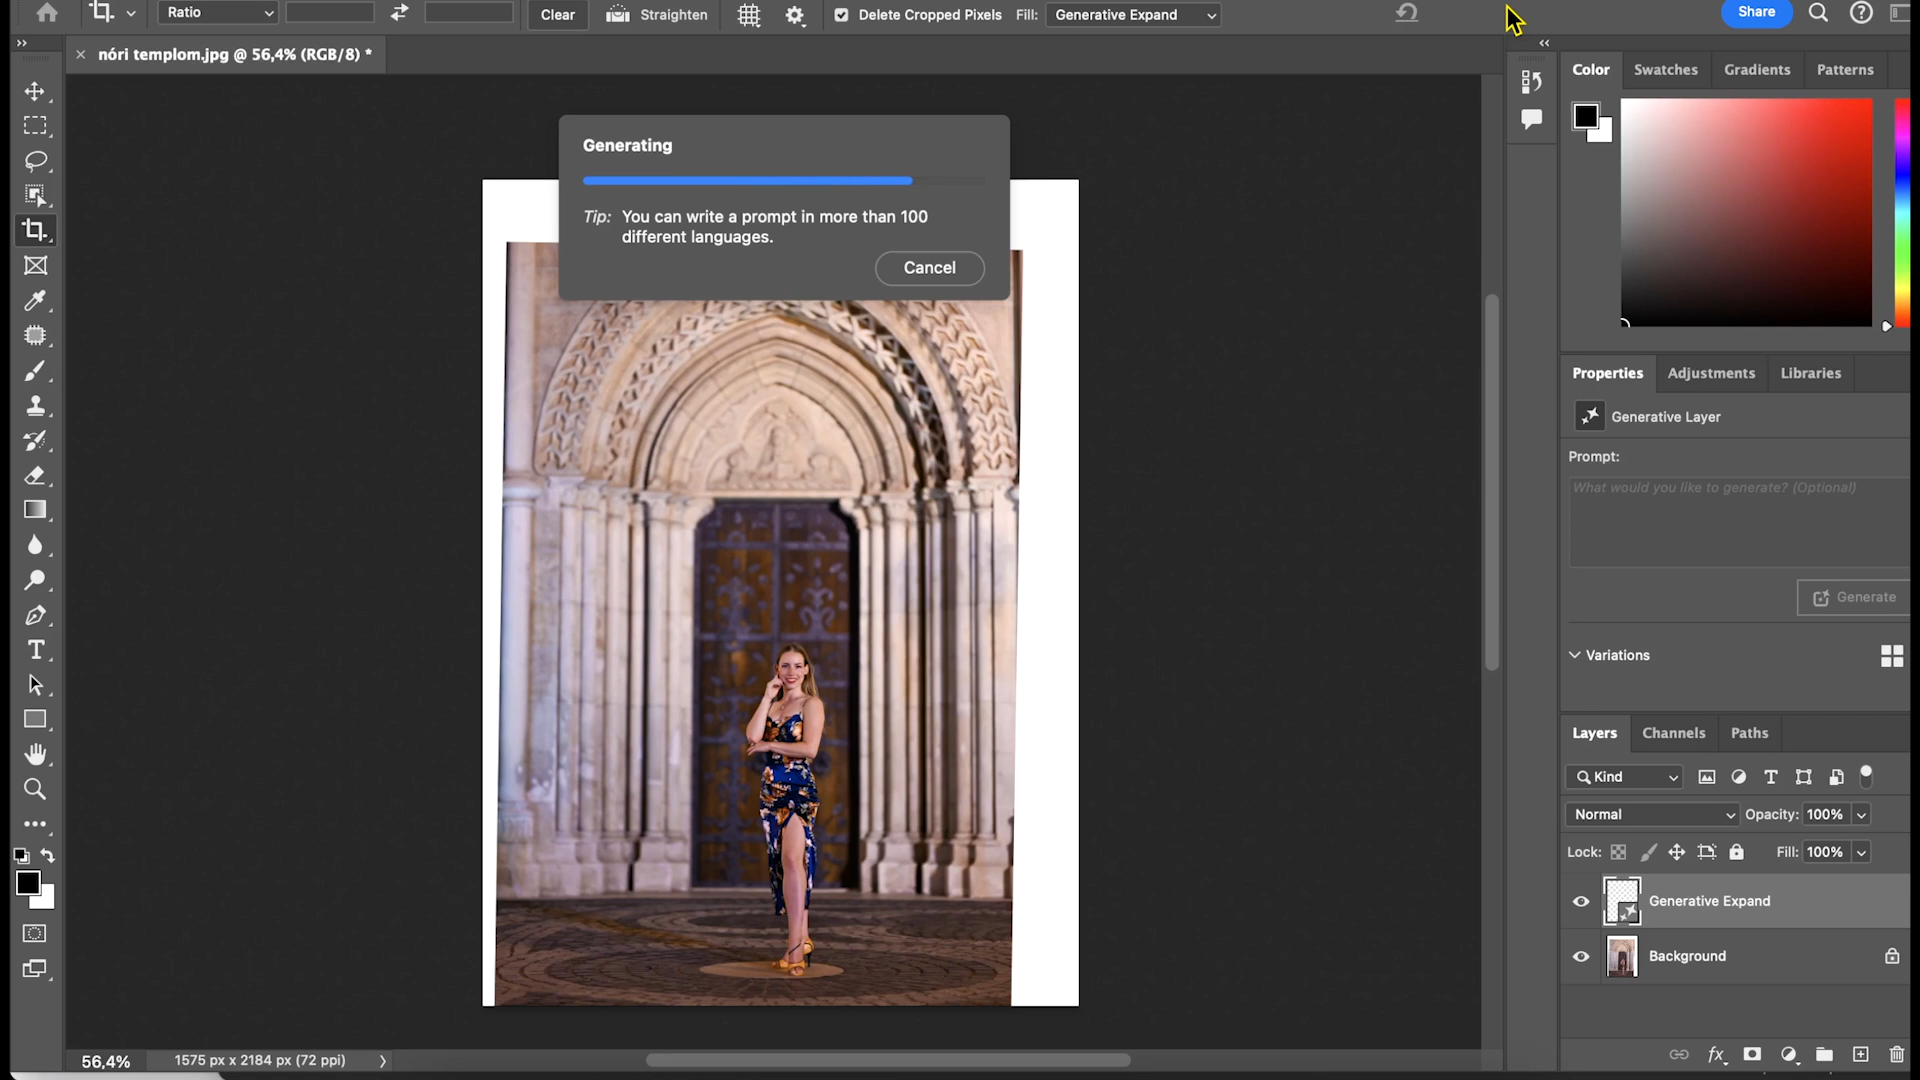 Ratio
Clear
Straighten
Delete Cropped Pixels
Fill:
Generative Expand
Share
nóri templom.jpg @ 56,4% (RGB/8) *
Color
Swatches
Gradients
Patterns
Generating
Tip: You can write a prompt in more than 100
different languages.
Cancel
Properties
Adjustments
Libraries
Generative Layer
Prompt:
What would you like to generate? (Optional)
Generate
Variations
Layers
Channels
Paths
Kind
Normal
Opacity: 100%
Lock:
Fill: 100%
Generative Expand
Background
56,4%
1575 px x 2184 px (72 ppi)